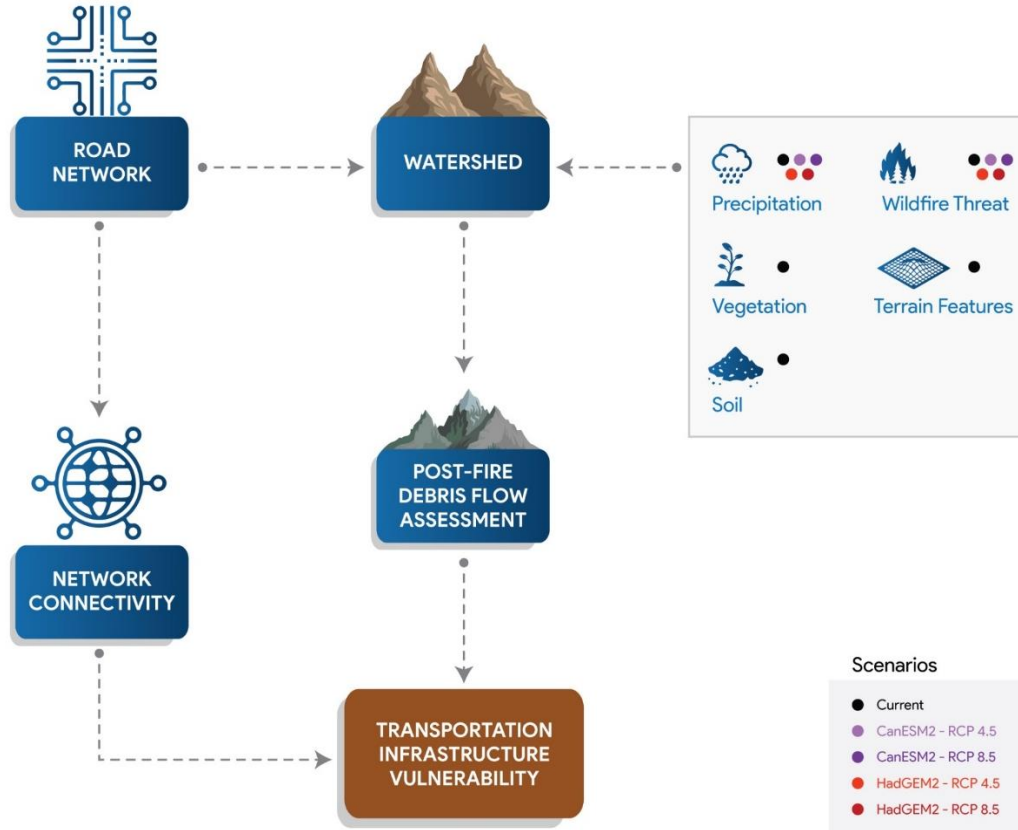 ROAD
NETWORK
WATERSHED
Precipitation
Wildfire Threat
Vegetation
Terrain Features
Soil
NETWORK
CONNECTIVITY
POST-FIRE
DEBRIS FLOW
ASSESSMENT
TRANSPORTATION
INFRASTRUCTURE
VULNERABILITY
Scenarios
Current
CanESM2 - RCP 4.5
CanESM2 - RCP 8.5
HadGEM2 - RCP 4.5
HadGEM2 - RCP 8.5